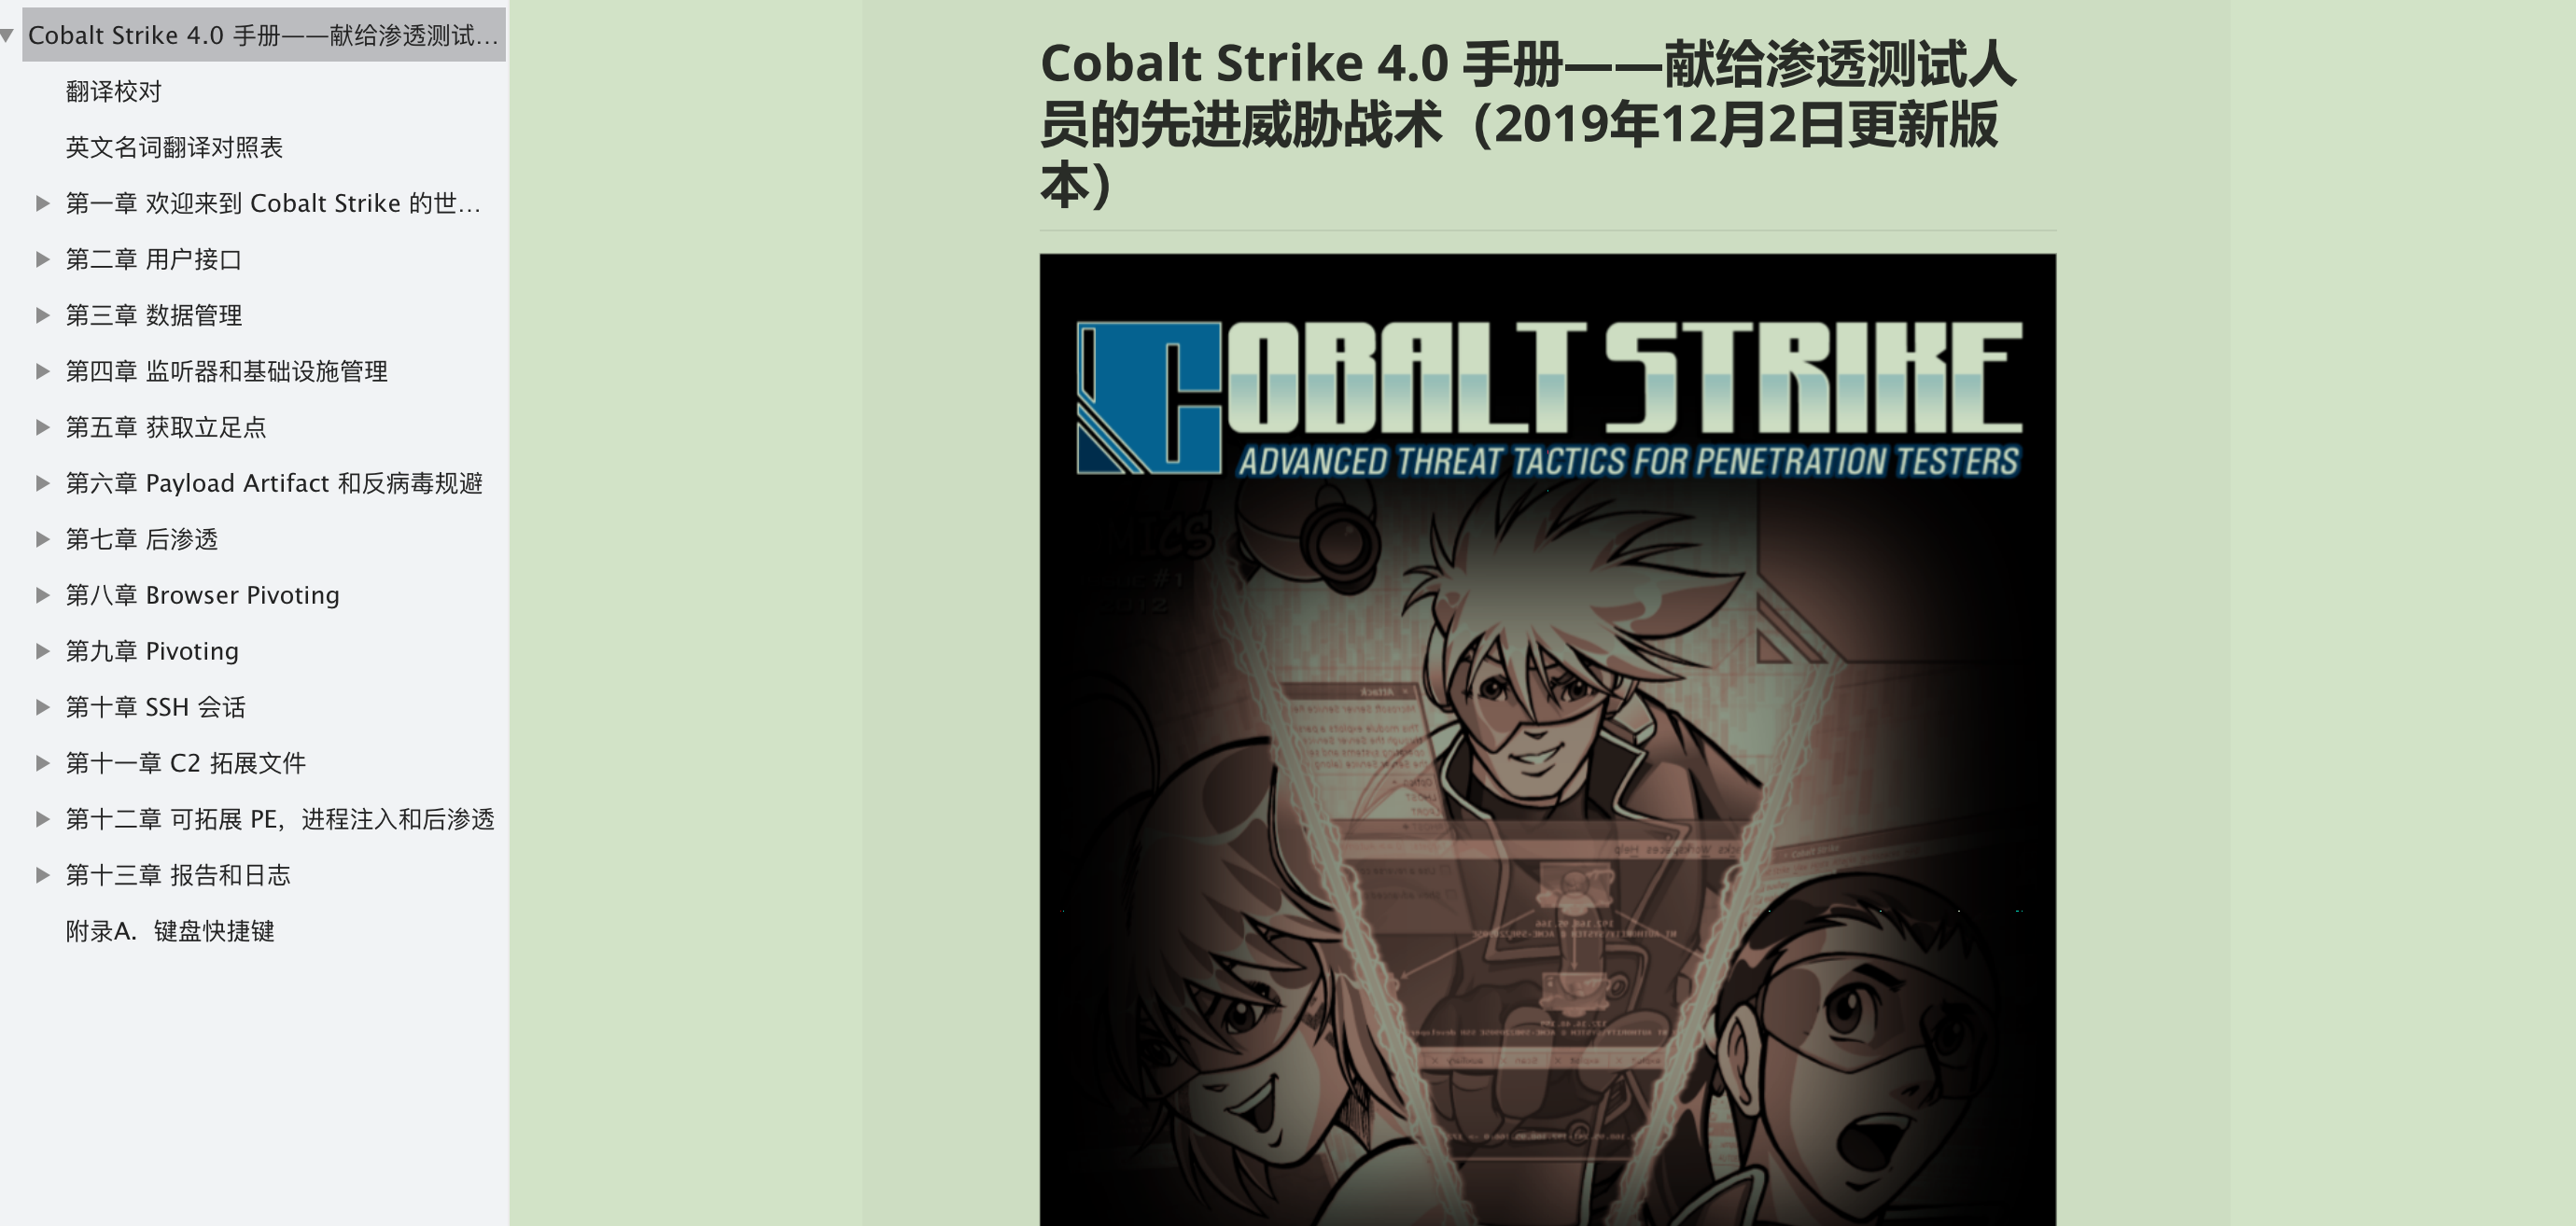 Cobalt Strike 4.0 手册——献给渗透测试...
翻译校对
英文名词翻译对照表
第一章 欢迎来到 Cobalt Strike 的世...
第二章 用户接口
第三章 数据管理
第四章 监听器和基础设施管理
第五章 获取立足点
第六章 Payload Artifact 和反病毒规避
第七章 后渗透
第八章 Browser Pivoting
第九章 Pivoting
第十章 SSH 会话
第十一章 C2 拓展文件
第十二章 可拓展 PE，进程注入和后渗透
第十三章 报告和日志
附录A．键盘快捷键
Cobalt Strike 4.0 手册——献给渗透测试人
员的先进威胁战术（2019年12月2日更新版
本）
COBALT STRIKE
ADVANCED THREAT TACTICS FOR PENETRATION TESTERS
MICS
#1
2012
Attack
Help